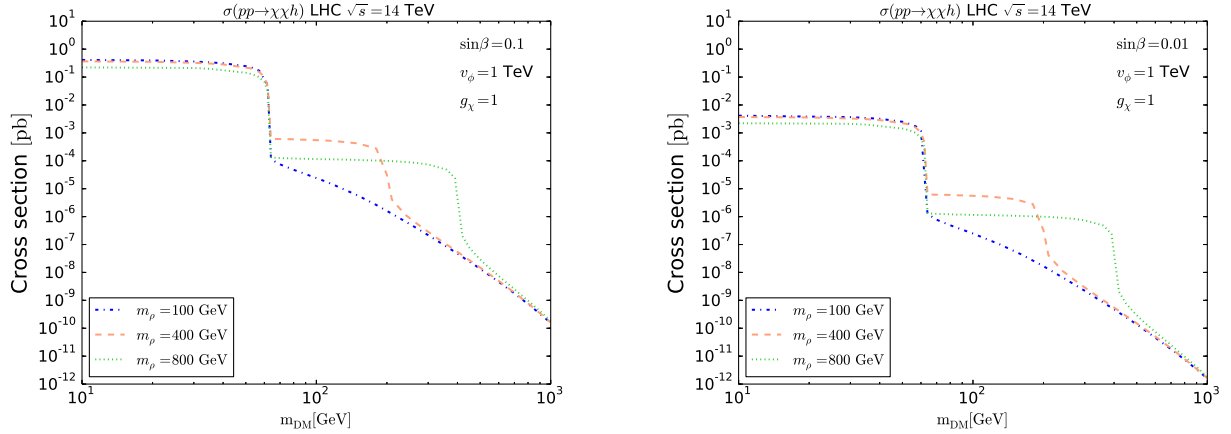 σ(pp→χχh) LHC √s =14 TeV
sinβ=0.1
v_ϕ=1 TeV
g_χ=1
Cross section [pb]
10^1
10^0
10^-1
10^-2
10^-3
10^-4
10^-5
10^-6
10^-7
10^-8
10^-9
10^-10
10^-11
10^-12
m_ρ=100 GeV
m_ρ=400 GeV
m_ρ=800 GeV
10^1 10^2 10^3
m_DM[GeV]
σ(pp→χχh) LHC √s =14 TeV
sinβ=0.01
v_ϕ=1 TeV
g_χ=1
Cross section [pb]
10^1
10^0
10^-1
10^-2
10^-3
10^-4
10^-5
10^-6
10^-7
10^-8
10^-9
10^-10
10^-11
10^-12
m_ρ=100 GeV
m_ρ=400 GeV
m_ρ=800 GeV
10^1 10^2 10^3
m_DM[GeV]